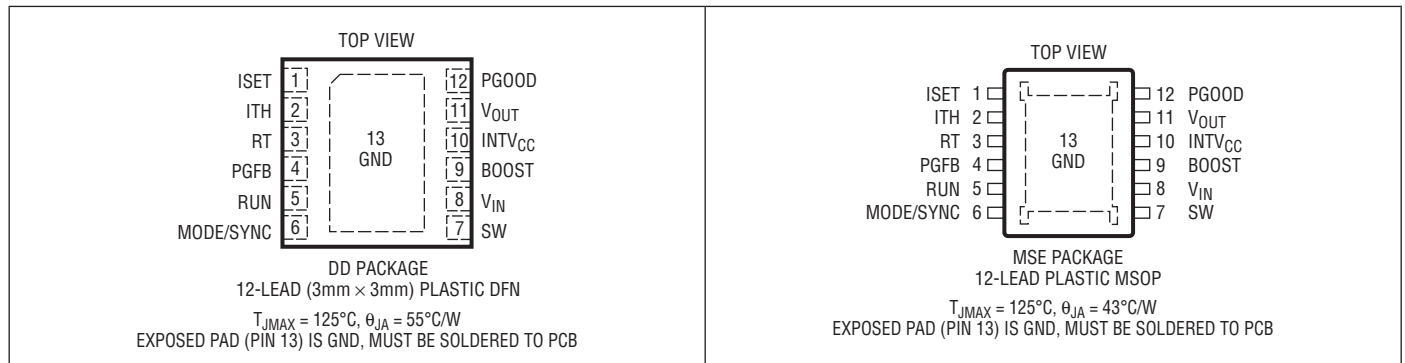 TOP VIEW
ISET 1
ITH 2
RT 3
PGFB 4
RUN 5
MODE/SYNC 6
13
GND
12 PGOOD
11 VOUT
10 INTVCC
9 BOOST
8 VIN
7 SW
DD PACKAGE
12-LEAD (3mm × 3mm) PLASTIC DFN
TJMAX = 125°C, θJA = 55°C/W
EXPOSED PAD (PIN 13) IS GND, MUST BE SOLDERED TO PCB
TOP VIEW
ISET 1
ITH 2
RT 3
PGFB 4
RUN 5
MODE/SYNC 6
13
GND
12 PGOOD
11 VOUT
10 INTVCC
9 BOOST
8 VIN
7 SW
MSE PACKAGE
12-LEAD PLASTIC MSOP
TJMAX = 125°C, θJA = 43°C/W
EXPOSED PAD (PIN 13) IS GND, MUST BE SOLDERED TO PCB